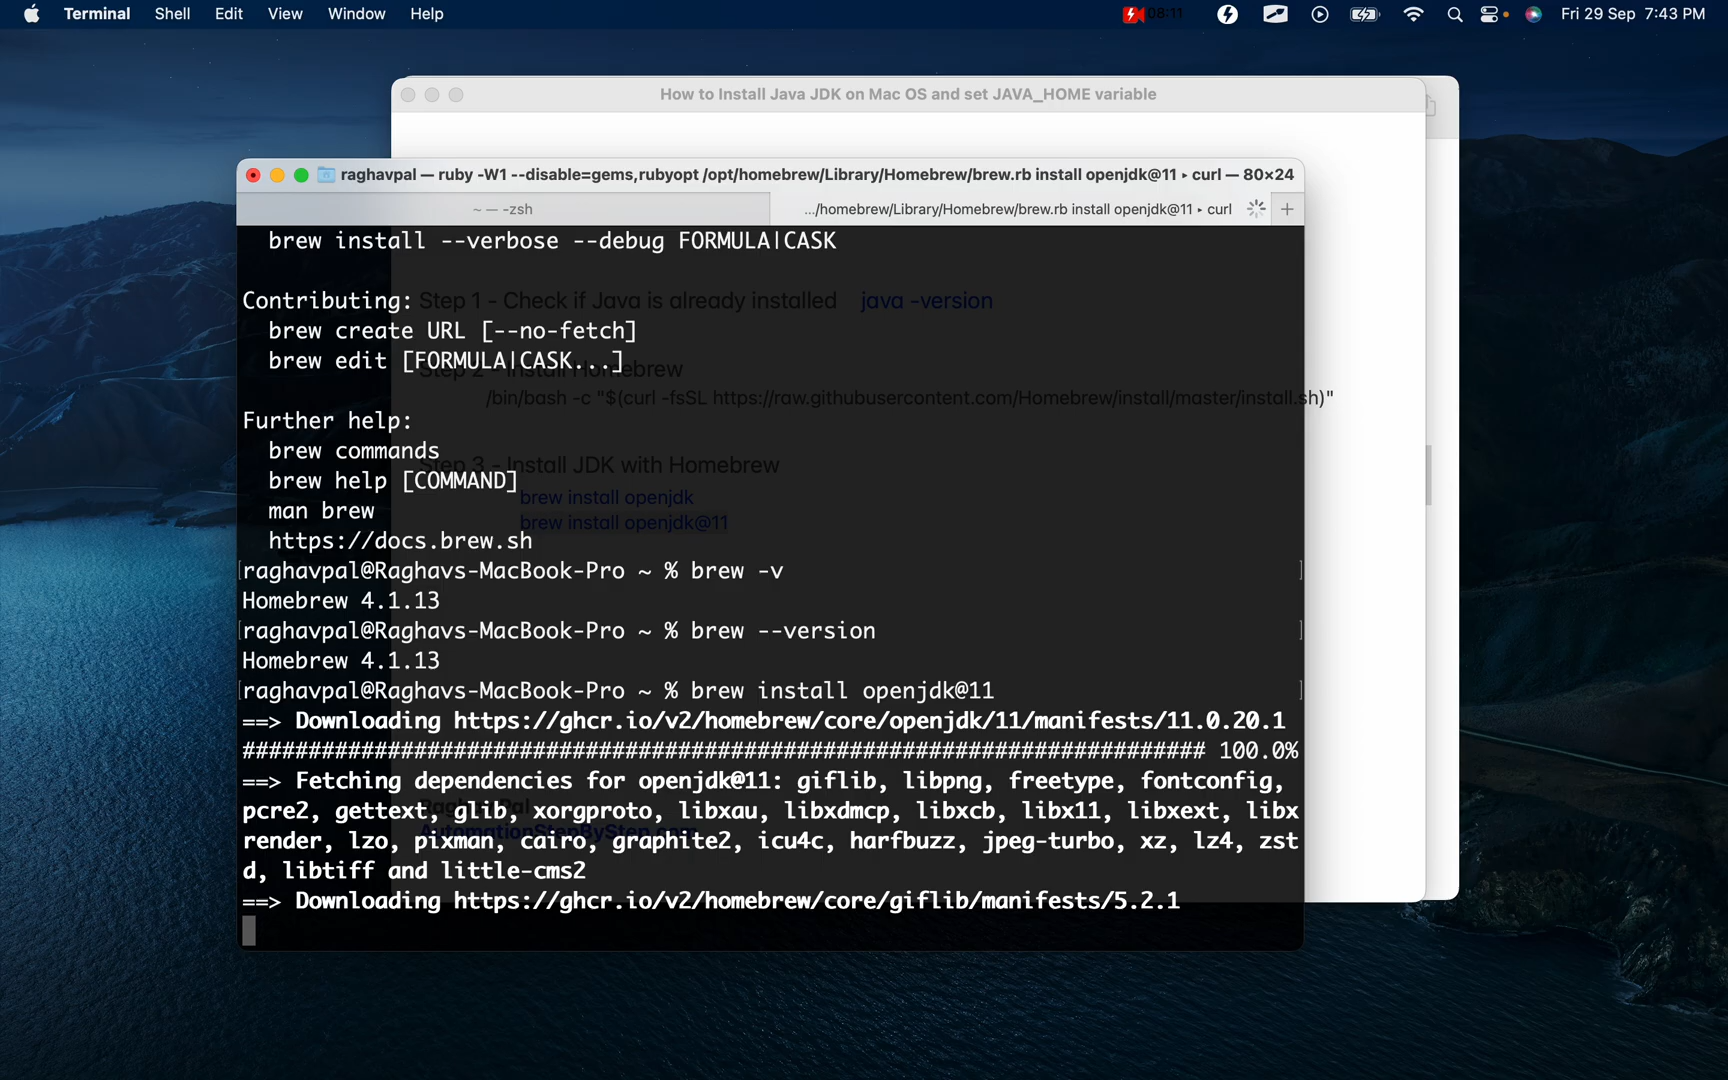 Terminal Shell Edit View Window Help 08:11 Fri 29 Sep 7:43 PM
How to Install Java JDK on Mac OS and set JAVA_HOME variable
raghavpal — ruby -W1 --disable=gems,rubyopt /opt/homebrew/Library/Homebrew/brew.rb install openjdk@11 ▸ curl — 80×24
~ — -zsh
.../homebrew/Library/Homebrew/brew.rb install openjdk@11 ▸ curl
brew install --verbose --debug FORMULA|CASK
Contributing:
Step 1 - Check if Java is already installed java -version
brew create URL [--no-fetch]
brew edit [FORMULA|CASK...]
Step 2 - Install Homebrew
/bin/bash -c "$(curl -fsSL https://raw.githubusercontent.com/Homebrew/install/master/install.sh)"
Further help:
brew commands
Step 3 - Install JDK with Homebrew
brew help [COMMAND]
brew install openjdk
man brew
brew install openjdk@11
https://docs.brew.sh
raghavpal@Raghavs-MacBook-Pro ~ % brew -v
Homebrew 4.1.13
raghavpal@Raghavs-MacBook-Pro ~ % brew --version
Homebrew 4.1.13
raghavpal@Raghavs-MacBook-Pro ~ % brew install openjdk@11
==> Downloading https://ghcr.io/v2/homebrew/core/openjdk/11/manifests/11.0.20.1
######################################################################### 100.0%
==> Fetching dependencies for openjdk@11: giflib, libpng, freetype, fontconfig,
pcre2, gettext, glib, xorgproto, libxau, libxdmcp, libxcb, libx11, libxext, libx
AutomationStepByStep.com
render, lzo, pixman, cairo, graphite2, icu4c, harfbuzz, jpeg-turbo, xz, lz4, zst
d, libtiff and little-cms2
==> Downloading https://ghcr.io/v2/homebrew/core/giflib/manifests/5.2.1